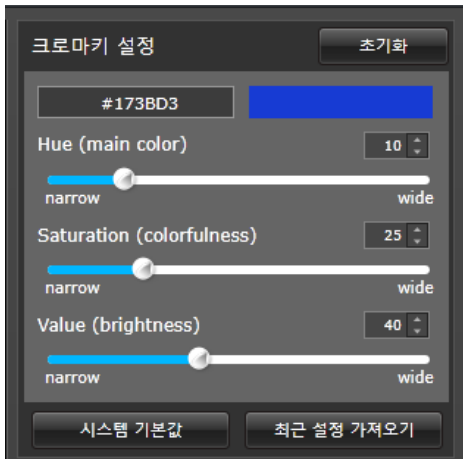 크로마키 설정 초기화
#173BD3
Hue (main color) 10
narrow wide
Saturation (colorfulness) 25
narrow wide
Value (brightness) 40
narrow wide
시스템 기본값 최근 설정 가져오기